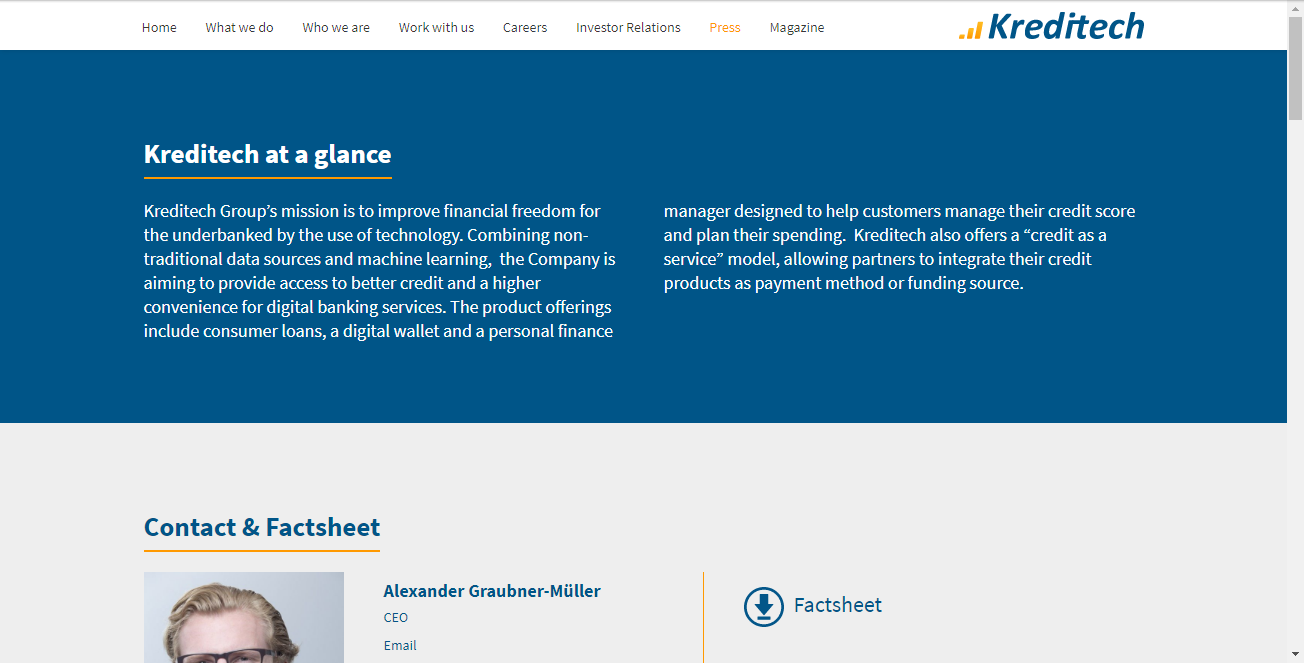 Home What we do Who we are Work with us Careers Investor Relations Press Magazine Kreditech
Kreditech at a glance
Kreditech Group’s mission is to improve financial freedom for
the underbanked by the use of technology. Combining non-
traditional data sources and machine learning,  the Company is
aiming to provide access to better credit and a higher
convenience for digital banking services. The product offerings
include consumer loans, a digital wallet and a personal finance
manager designed to help customers manage their credit score
and plan their spending.  Kreditech also offers a “credit as a
service” model, allowing partners to integrate their credit
products as payment method or funding source.
Contact & Factsheet
Alexander Graubner-Müller
CEO
Email
Factsheet